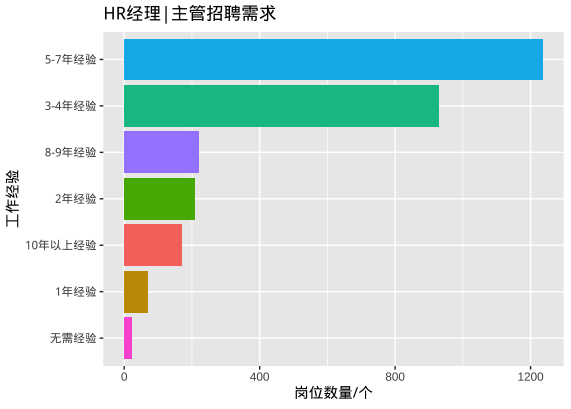 HR经理|主管招聘需求
5-7年经验
3-4年经验
8-9年经验
2年经验
10年以上经验
1年经验
无需经验
工作经验
0 400 800 1200
岗位数量/个